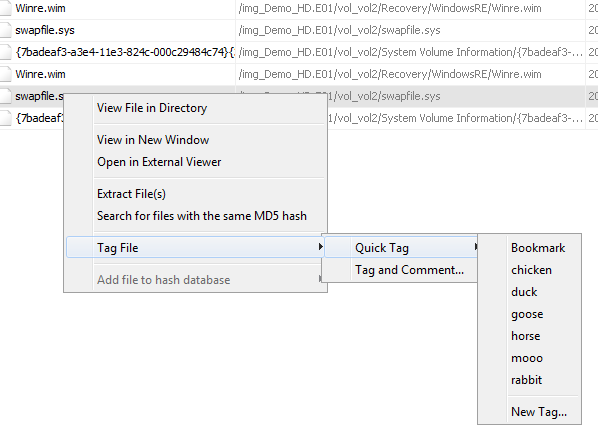 Winre.wim /img_Demo_HD.E01/vol_vol2/Recovery/WindowsRE/Winre.wim 20
swapfile.sys /img_Demo_HD.E01/vol_vol2/swapfile.sys 20
{7badeaf3-a3e4-11e3-824c-000c29484c74}{ /img_Demo_HD.E01/vol_vol2/System Volume Information/{7badeaf3-... 20
Winre.wim /img_Demo_HD.E01/vol_vol2/Recovery/WindowsRE/Winre.wim 20
swapfile.sy E01/vol_vol2/swapfile.sys 20
{7badeaf3 E01/vol_vol2/System Volume Information/{7badeaf3-... 20
View File in Directory
View in New Window
Open in External Viewer
Extract File(s)
Search for files with the same MD5 hash
Tag File
Add file to hash database
Quick Tag
Tag and Comment...
Bookmark
chicken
duck
goose
horse
mooo
rabbit
New Tag...